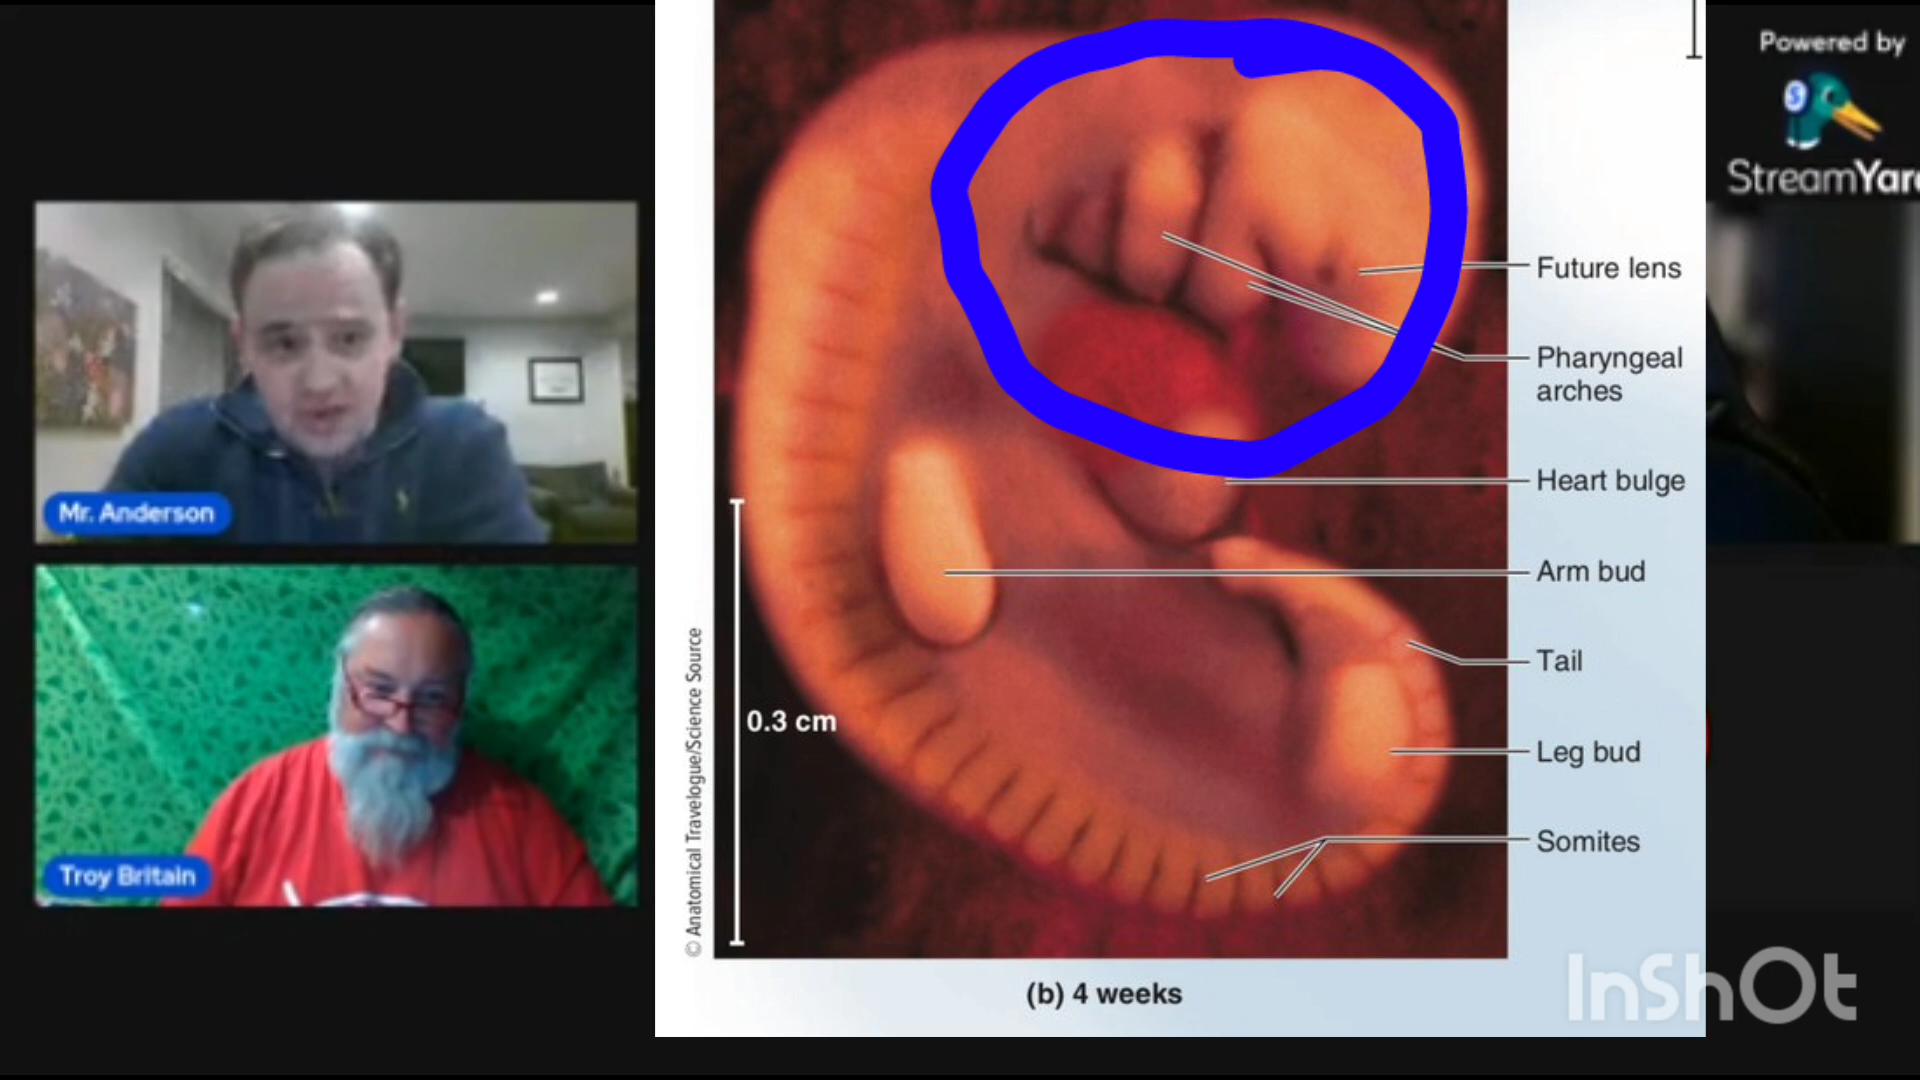 Powered by
StreamYar
Mr. Anderson
Troy Britain
Future lens
Pharyngeal
arches
Heart bulge
Arm bud
Tail
Leg bud
Somites
0.3 cm
© Anatomical Travelogue/Science Source
(b) 4 weeks
InShOt